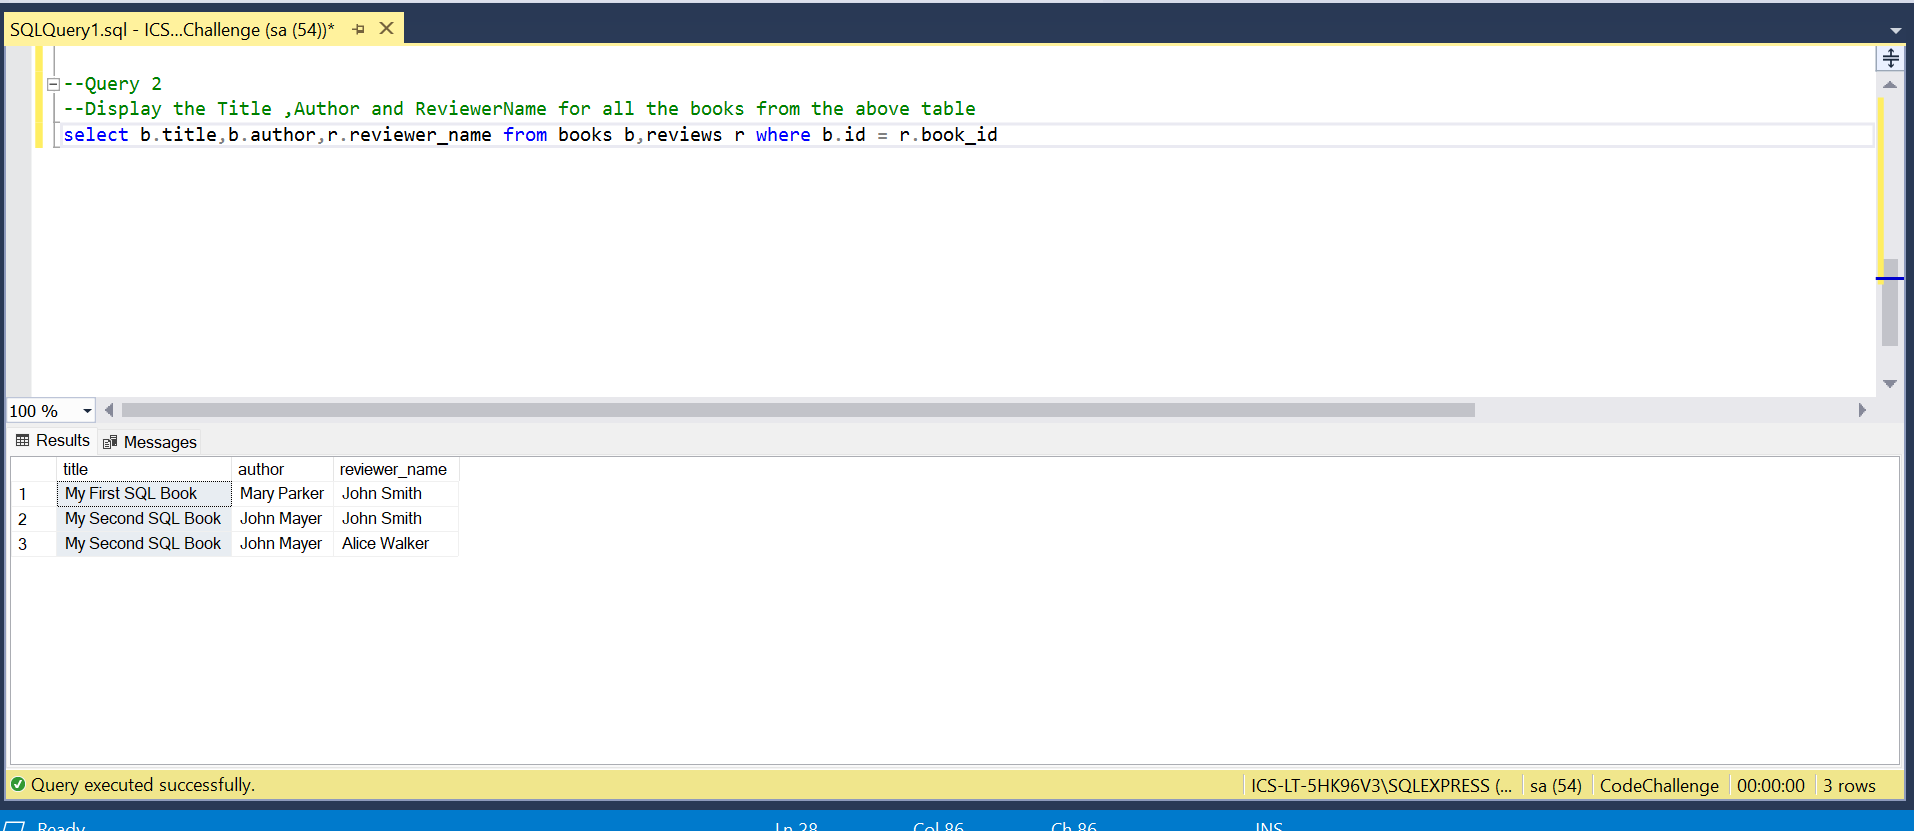 SQLQuery1.sql - ICS...Challenge (sa (54))*
--Query 2
--Display the Title ,Author and ReviewerName for all the books from the above table
select b.title,b.author,r.reviewer_name from books b,reviews r where b.id = r.book_id
100 %
Results Messages
title author reviewer_name
1 My First SQL Book Mary Parker John Smith
2 My Second SQL Book John Mayer John Smith
3 My Second SQL Book John Mayer Alice Walker
Query executed successfully. ICS-LT-5HK96V3\SQLEXPRESS (... sa (54) CodeChallenge 00:00:00 3 rows
Ready Ln 28 Col 86 Ch 86 INS